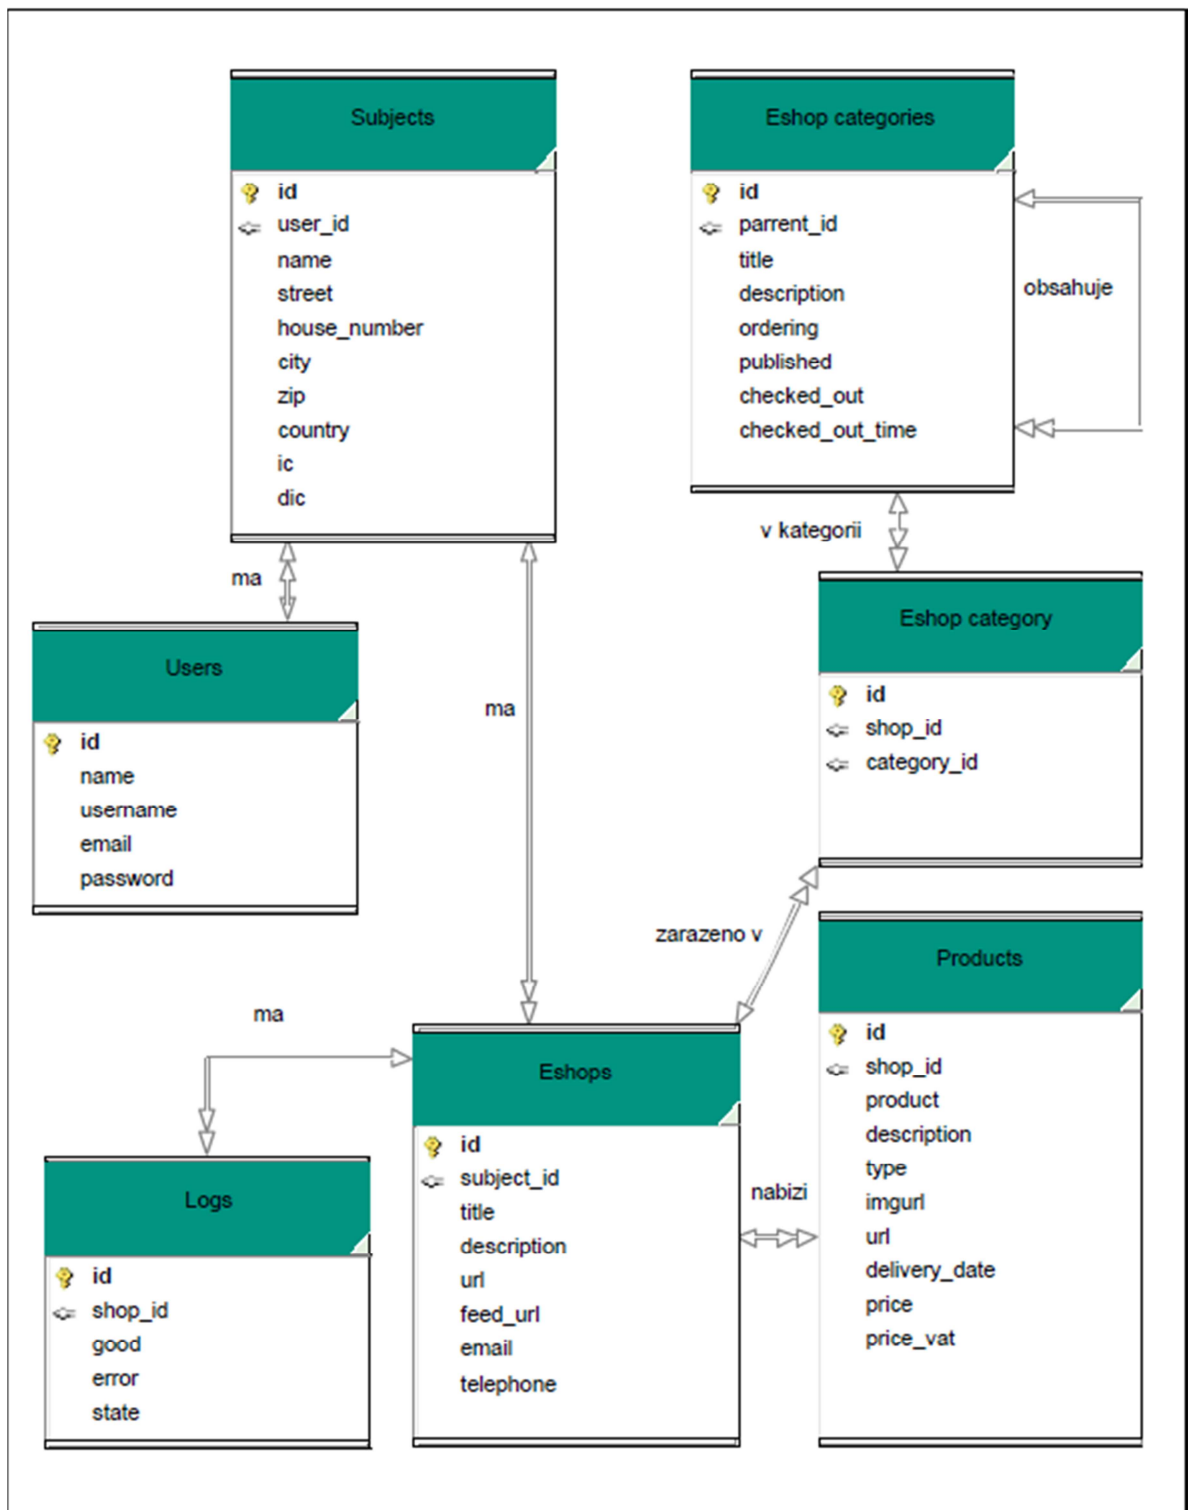 Subjects
id
user_id
name
street
house_number
city
zip
country
ic
dic
Eshop categories
id
parrent_id
title
description
ordering
published
checked_out
checked_out_time
obsahuje
v kategorii
ma
Users
id
name
username
email
password
ma
Eshop category
id
shop_id
category_id
zarazeno v
Products
id
shop_id
product
description
type
imgurl
url
delivery_date
price
price_vat
ma
Eshops
id
subject_id
title
description
url
feed_url
email
telephone
nabizi
Logs
id
shop_id
good
error
state